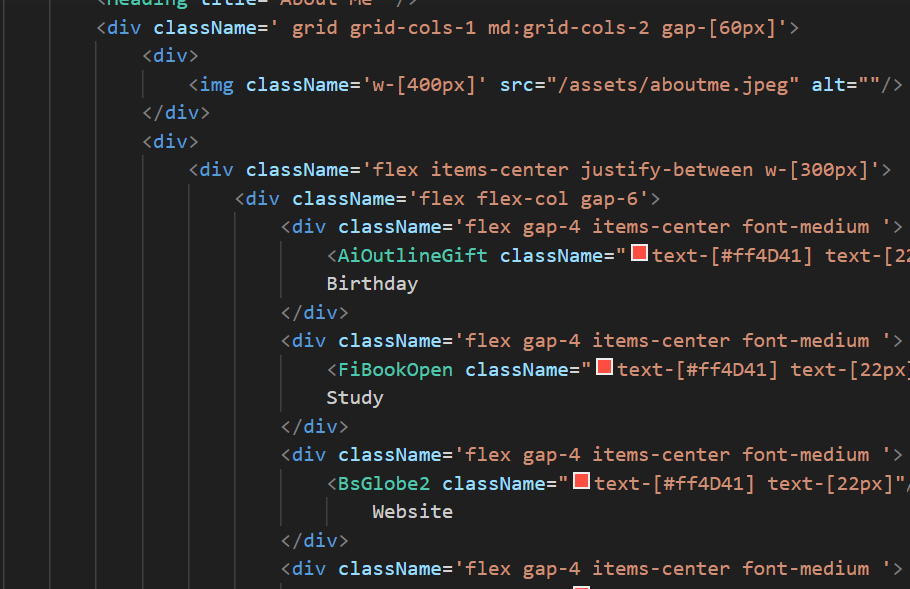 <Heading title="About Me" />
<div className=' grid grid-cols-1 md:grid-cols-2 gap-[60px]'>
<div>
<img className='w-[400px]' src="/assets/aboutme.jpeg" alt=""/>
</div>
<div>
<div className='flex items-center justify-between w-[300px]'>
<div className='flex flex-col gap-6'>
<div className='flex gap-4 items-center font-medium '>
<AiOutlineGift className="text-[#ff4D41] text-[22
Birthday
</div>
<div className='flex gap-4 items-center font-medium '>
<FiBookOpen className="text-[#ff4D41] text-[22px]
Study
</div>
<div className='flex gap-4 items-center font-medium '>
<BsGlobe2 className="text-[#ff4D41] text-[22px]"/
Website
</div>
<div className='flex gap-4 items-center font-medium '>